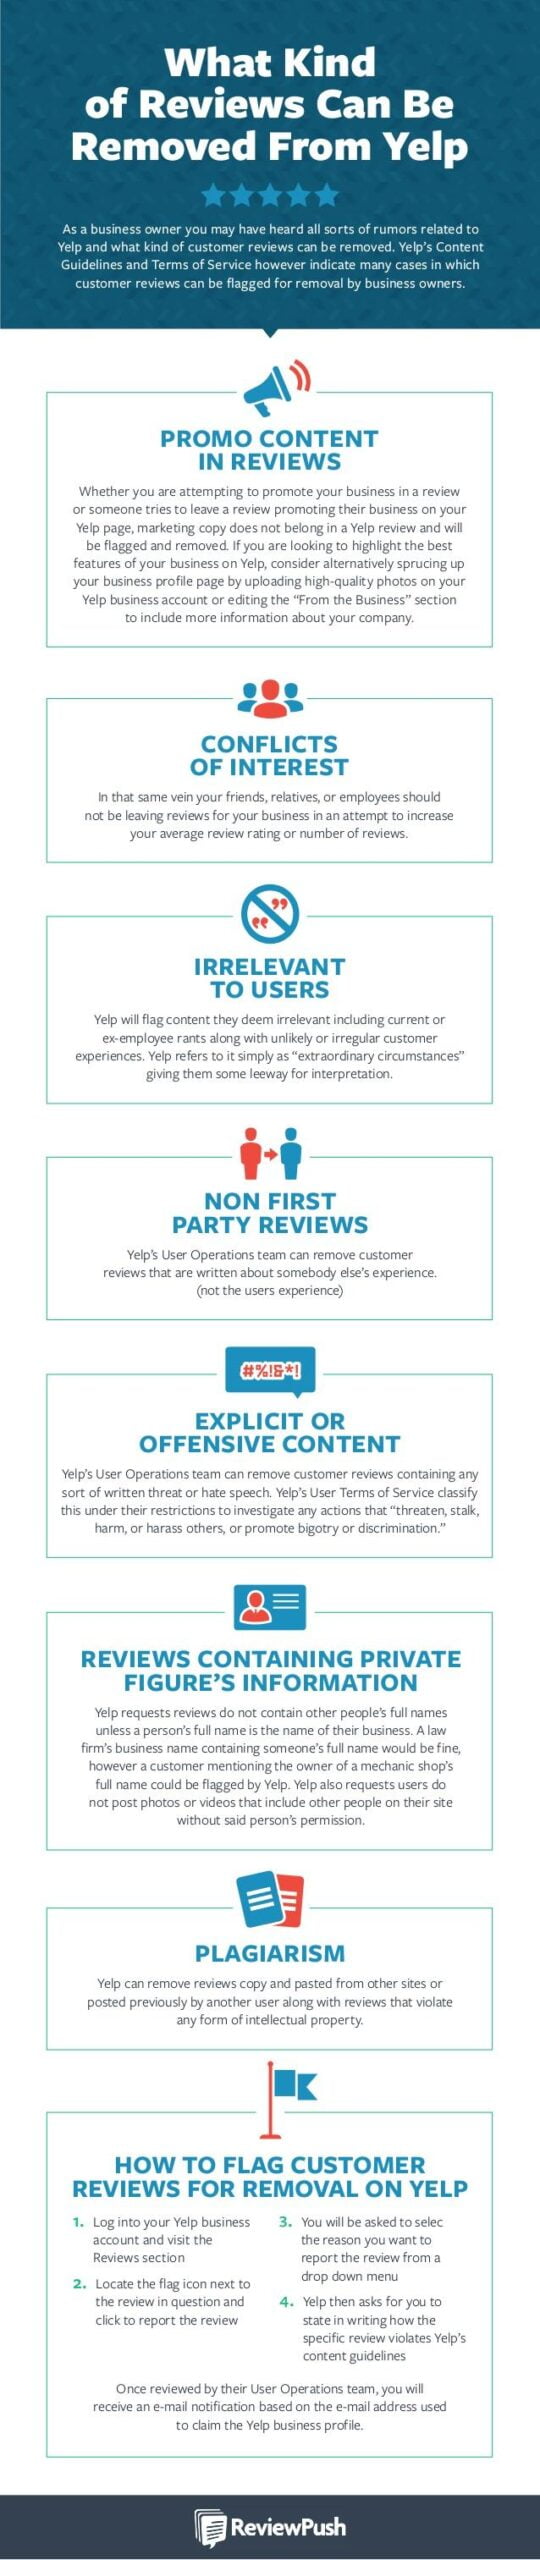 What Kind
of Reviews Can Be
Removed From Yelp
As a business owner you may have heard all sorts of rumors related to
Yelp and what kind of customer reviews can be removed. Yelp's Content
Guidelines and Terms of Service however indicate many cases in which
customer reviews can be flagged for removal by business owners.
PROMO CONTENT
IN REVIEWS
Whether you are attempting to promote your business in a review
or someone tries to leave a review promoting their business on your
Yelp page, marketing copy does not belong in a Yelp review and will
be flagged and removed. If you are looking to highlight the best
features of your business on Yelp, consider alternatively sprucing up
your business profile page by uploading high-quality photos on your
Yelp business account or editing the “From the Business” section
to include more information about your company.
CONFLICTS
OF INTEREST
In that same vein your friends, relatives, or employees should
not be leaving reviews for your business in an attempt to increase
your average review rating or number of reviews.
IRRELEVANT
TO USERS
Yelp will flag content they deem irrelevant including current or
ex-employee rants along with unlikely or irregular customer
experiences. Yelp refers to it simply as “extraordinary circumstances”
giving them some leeway for interpretation.
NON FIRST
PARTY REVIEWS
Yelp's User Operations team can remove customer
reviews that are written about somebody else's experience.
(not the users experience)
#%!&*!
EXPLICIT OR
OFFENSIVE CONTENT
Yelp's User Operations team can remove customer reviews containing any
sort of written threat or hate speech. Yelp's User Terms of Service classify
this under their restrictions to investigate any actions that “threaten, stalk,
harm, or harass others, or promote bigotry or discrimination.”
REVIEWS CONTAINING PRIVATE
FIGURE'S INFORMATION
Yelp requests reviews do not contain other people's full names
unless a person's full name is the name of their business. A law
firm's business name containing someone's full name would be fine,
however a customer mentioning the owner of a mechanic shop's
full name could be flagged by Yelp. Yelp also requests users do
not post photos or videos that include other people on their site
without said person's permission.
PLAGIARISM
Yelp can remove reviews copy and pasted from other sites or
posted previously by another user along with reviews that violate
any form of intellectual property.
HOW TO FLAG CUSTOMER
REVIEWS FOR REMOVAL ON YELP
1. Log into your Yelp business
account and visit the
Reviews section
2. Locate the flag icon next to
the review in question and
click to report the review
3. You will be asked to selec
the reason you want to
report the review from a
drop down menu
4. Yelp then asks for you to
state in writing how the
specific review violates Yelp's
content guidelines
Once reviewed by their User Operations team, you will
receive an e-mail notification based on the e-mail address used
to claim the Yelp business profile.
ReviewPush